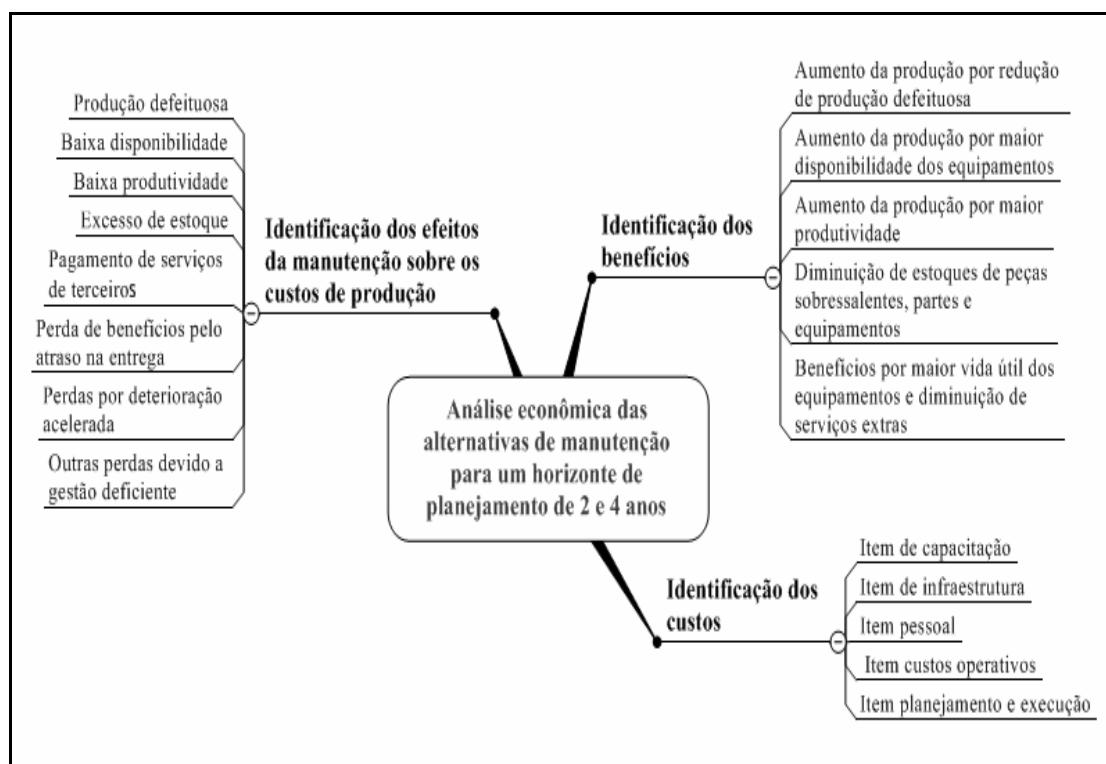 Produção defeituosa
Baixa disponibilidade
Baixa produtividade
Excesso de estoque
Pagamento de serviços
de terceiros
Perda de benefícios pelo
atraso na entrega
Perdas por deterioração
acelerada
Outras perdas devido a
gestão deficiente
Identificação dos efeitos
da manutenção sobre os
custos de produção
Identificação dos
benefícios
Aumento da produção por redução
de produção defeituosa
Aumento da produção por maior
disponibilidade dos equipamentos
Aumento da produção por maior
produtividade
Diminuição de estoques de peças
sobressalentes, partes e
equipamentos
Benefícios por maior vida útil dos
equipamentos e diminuição de
serviços extras
Análise econômica das
alternativas de manutenção
para um horizonte de
planejamento de 2 e 4 anos
Identificação dos
custos
Item de capacitação
Item de infraestrutura
Item pessoal
Item custos operativos
Item planejamento e execução